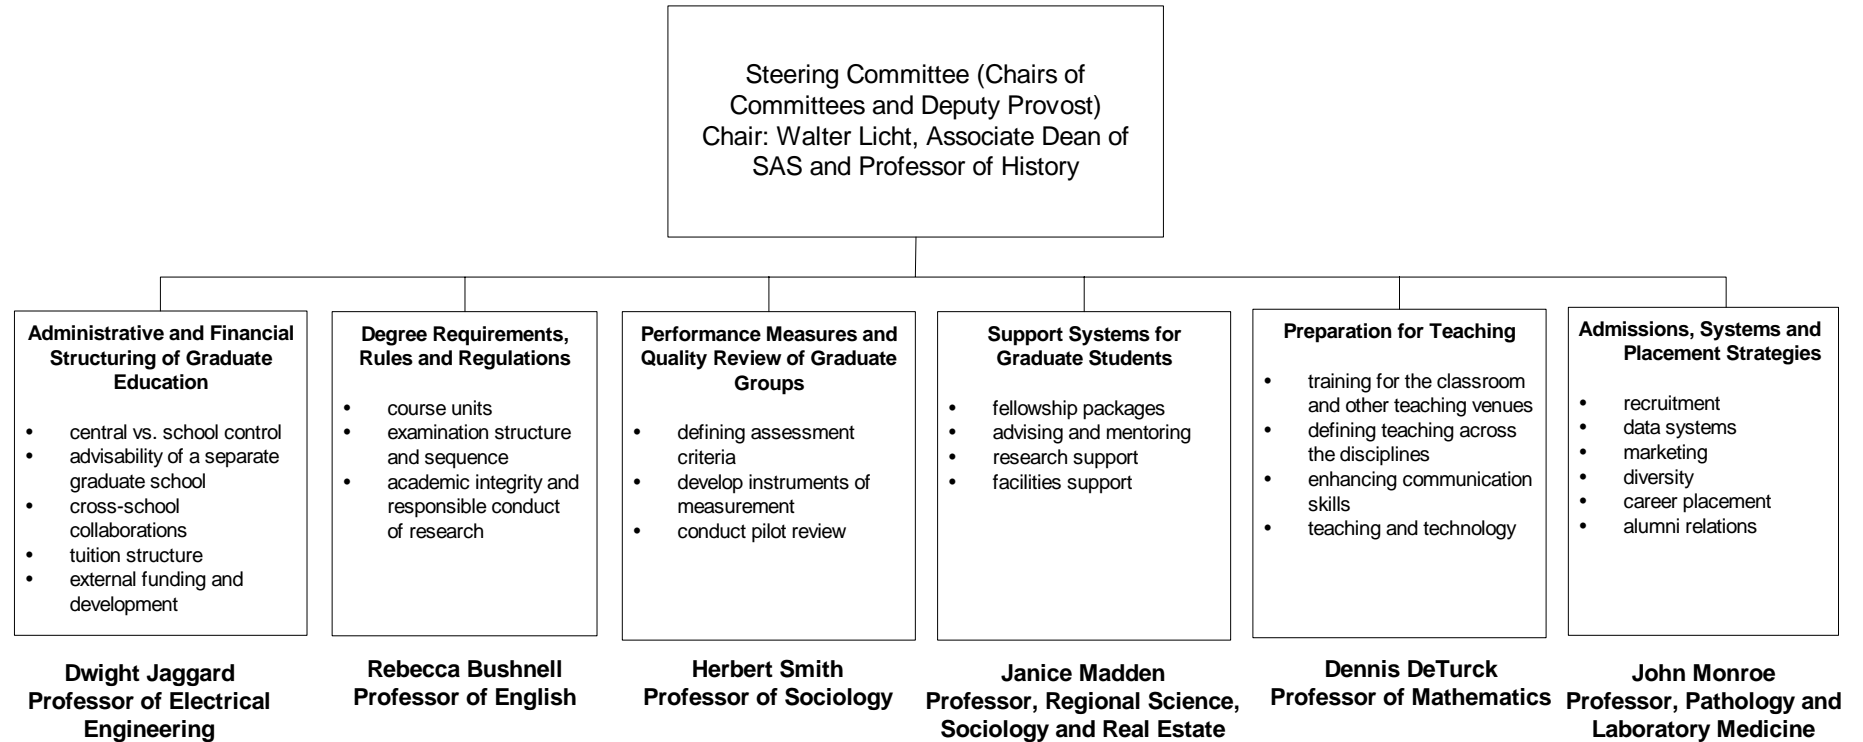 Steering Committee (Chairs of
Committees and Deputy Provost)
Chair: Walter Licht, Associate Dean of
SAS and Professor of History
Administrative and Financial
Structuring of Graduate
Education
• central vs. school control
• advisability of a separate
graduate school
• cross-school
collaborations
• tuition structure
• external funding and
development
Dwight Jaggard
Professor of Electrical
Engineering
Degree Requirements,
Rules and Regulations
• course units
• examination structure
and sequence
• academic integrity and
responsible conduct
of research
Rebecca Bushnell
Professor of English
Performance Measures and
Quality Review of Graduate
Groups
• defining assessment
criteria
• develop instruments of
measurement
• conduct pilot review
Herbert Smith
Professor of Sociology
Support Systems for
Graduate Students
• fellowship packages
• advising and mentoring
• research support
• facilities support
Janice Madden
Professor, Regional Science,
Sociology and Real Estate
Preparation for Teaching
• training for the classroom
and other teaching venues
• defining teaching across
the disciplines
• enhancing communication
skills
• teaching and technology
Dennis DeTurck
Professor of Mathematics
Admissions, Systems and
Placement Strategies
• recruitment
• data systems
• marketing
• diversity
• career placement
• alumni relations
John Monroe
Professor, Pathology and
Laboratory Medicine